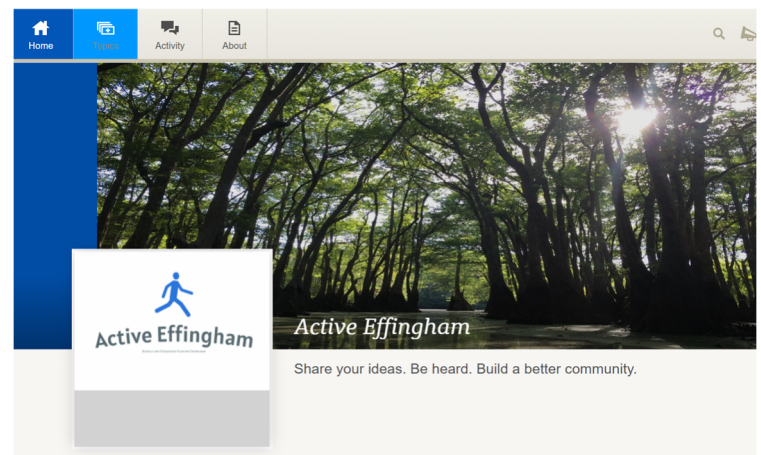 Home
Topics
Activity
About
Active Effingham
Active Effingham
Share your ideas. Be heard. Build a better community.